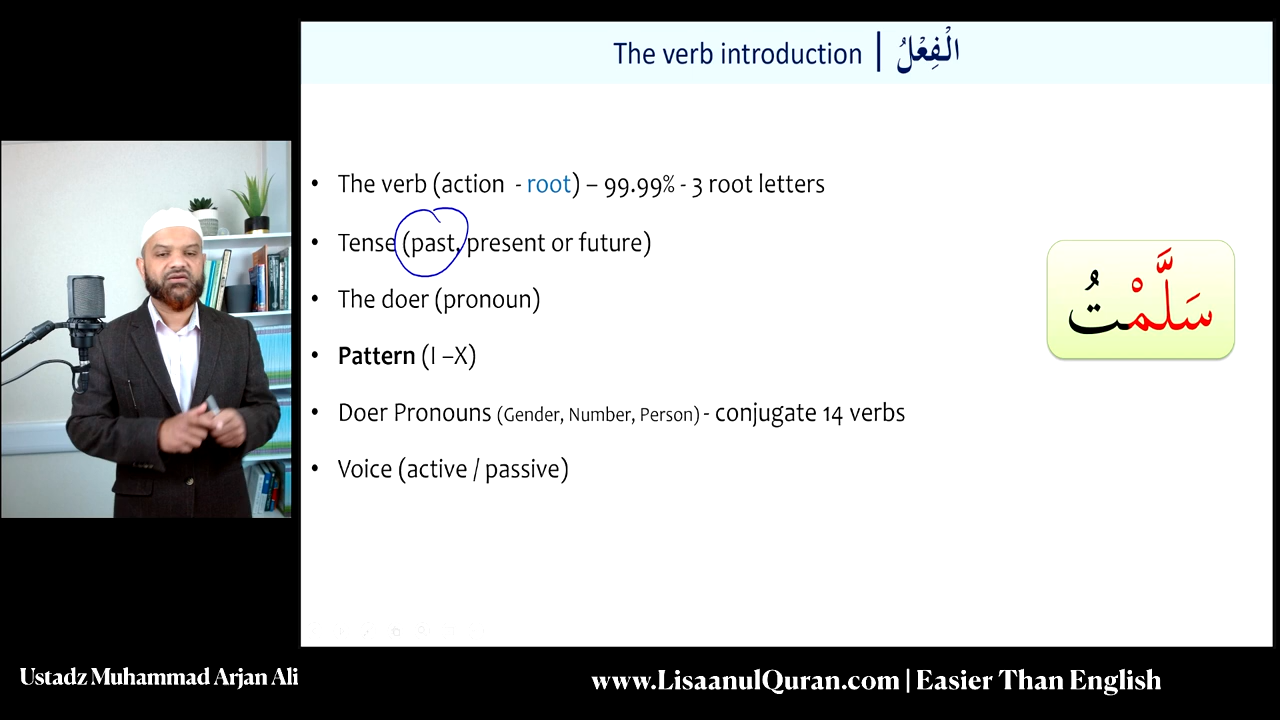 The verb introduction | الْفِعْلُ
• The verb (action - root) – 99.99% - 3 root letters
• Tense (past, present or future)
• The doer (pronoun)
• Pattern (I –X)
• Doer Pronouns (Gender, Number, Person) - conjugate 14 verbs
• Voice (active / passive)
سَلَّمْتُ
Ustadz Muhammad Arjan Ali
www.LisaanulQuran.com | Easier Than English